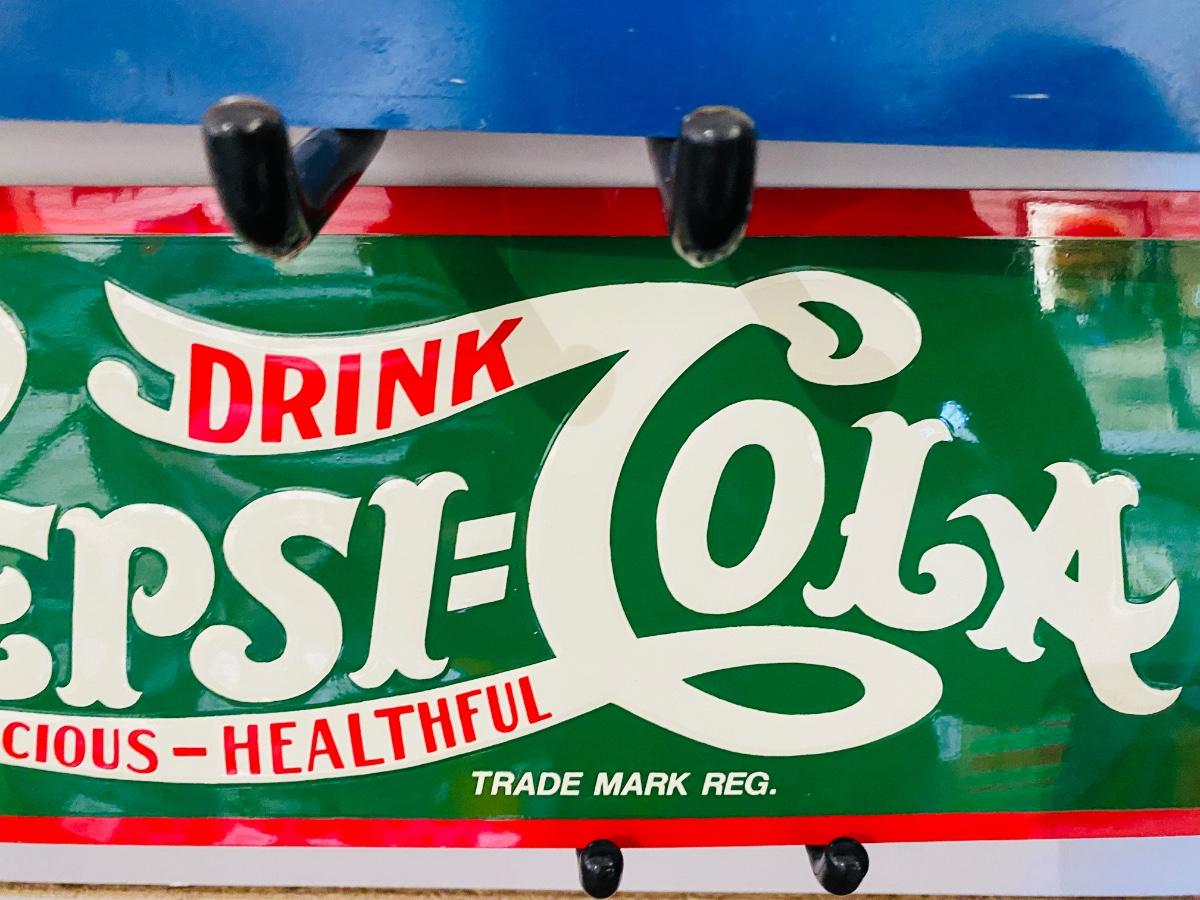 DRINK
EPSI=COLA
CIOUS-HEALTHFUL
TRADE MARK REG.